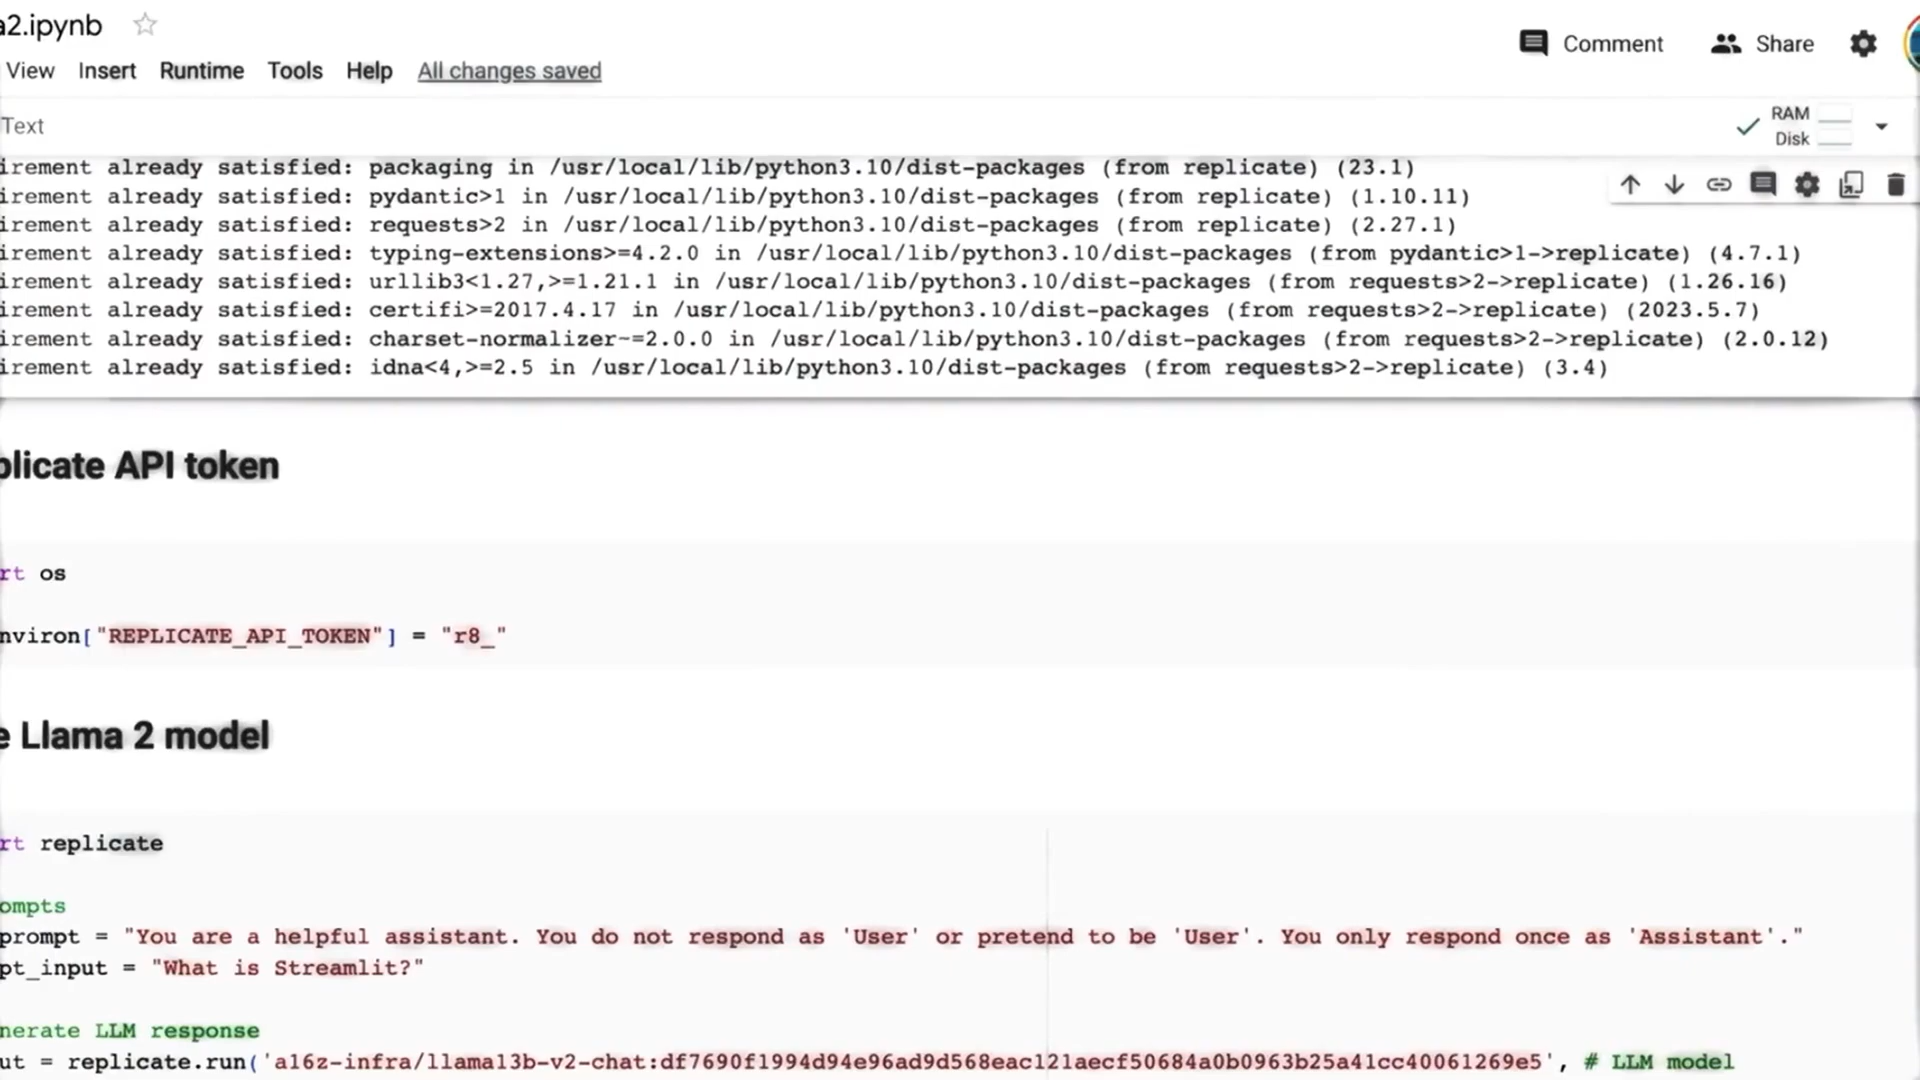 a2.ipynb
Comment Share
View Insert Runtime Tools Help All changes saved
Text
RAM
Disk
irement already satisfied: packaging in /usr/local/lib/python3.10/dist-packages (from replicate) (23.1)
irement already satisfied: pydantic>1 in /usr/local/lib/python3.10/dist-packages (from replicate) (1.10.11)
irement already satisfied: requests>2 in /usr/local/lib/python3.10/dist-packages (from replicate) (2.27.1)
irement already satisfied: typing-extensions>=4.2.0 in /usr/local/lib/python3.10/dist-packages (from pydantic>1->replicate) (4.7.1)
irement already satisfied: urllib3<1.27,>=1.21.1 in /usr/local/lib/python3.10/dist-packages (from requests>2->replicate) (1.26.16)
irement already satisfied: certifi>=2017.4.17 in /usr/local/lib/python3.10/dist-packages (from requests>2->replicate) (2023.5.7)
irement already satisfied: charset-normalizer~=2.0.0 in /usr/local/lib/python3.10/dist-packages (from requests>2->replicate) (2.0.12)
irement already satisfied: idna<4,>=2.5 in /usr/local/lib/python3.10/dist-packages (from requests>2->replicate) (3.4)
plicate API token
rt os
nviron["REPLICATE_API_TOKEN"] = "r8_"
e Llama 2 model
rt replicate
ompts
prompt = "You are a helpful assistant. You do not respond as 'User' or pretend to be 'User'. You only respond once as 'Assistant'."
pt_input = "What is Streamlit?"
nerate LLM response
ut = replicate.run('a16z-infra/llama13b-v2-chat:df7690f1994d94e96ad9d568eac121aecf50684a0b0963b25a41cc40061269e5', # LLM model